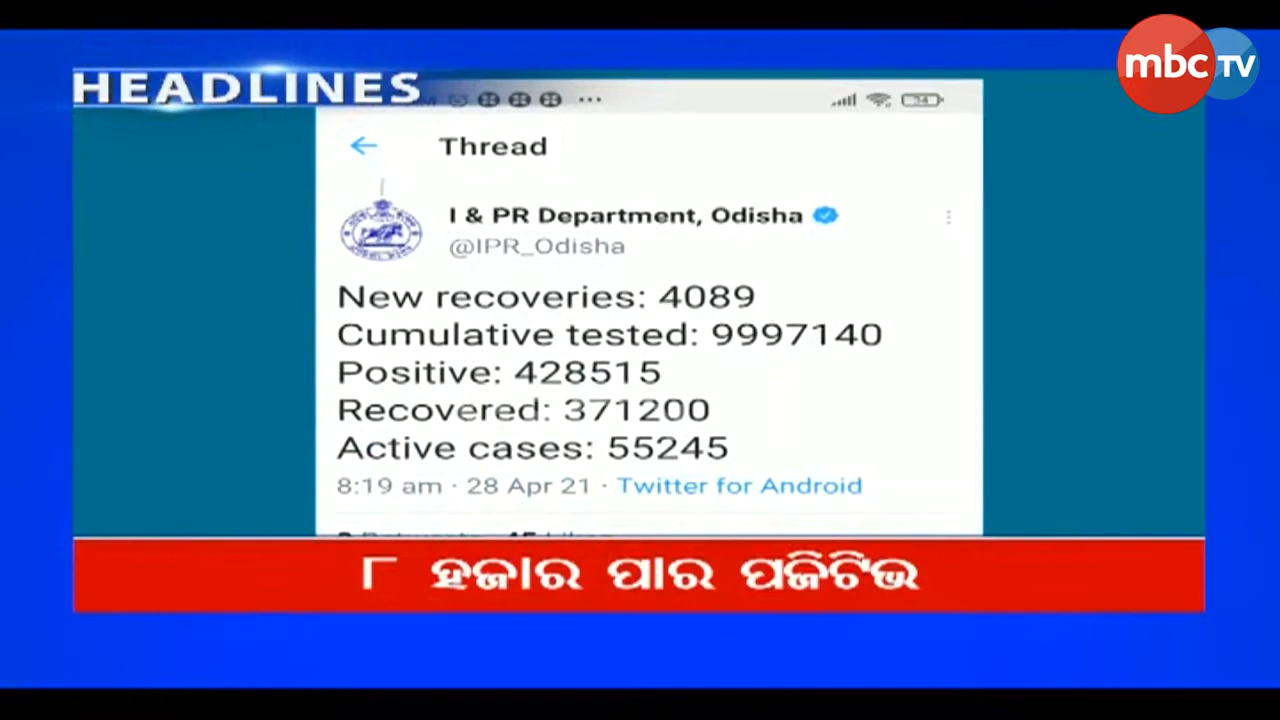 HEADLINES
mbc TV
...
34
Thread
I & PR Department, Odisha
@IPR_Odisha
New recoveries: 4089
Cumulative tested: 9997140
Positive: 428515
Recovered: 371200
Active cases: 55245
8:19 am · 28 Apr 21 · Twitter for Android
୮ ହଜାର ପାର ପଜିଟିଭ